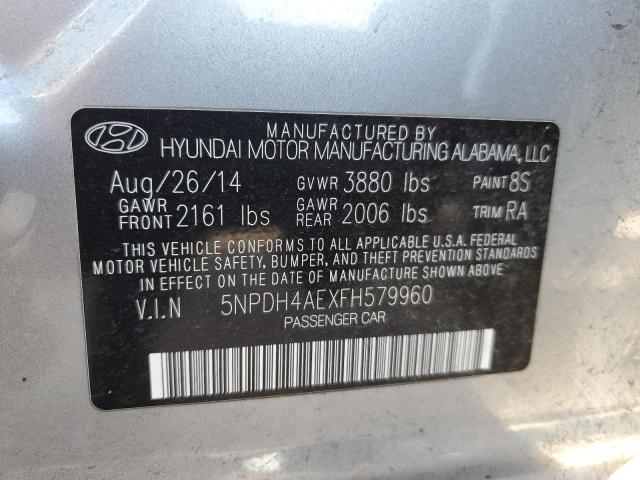 MANUFACTURED BY
HYUNDAI MOTOR MANUFACTURING ALABAMA, LLC
Aug/26/14 GVWR 3880 lbs PAINT 8S
GAWR FRONT 2161 lbs GAWR REAR 2006 lbs TRIM RA
THIS VEHICLE CONFORMS TO ALL APPLICABLE U.S.A. FEDERAL
MOTOR VEHICLE SAFETY, BUMPER, AND THEFT PREVENTION STANDARDS
IN EFFECT ON THE DATE OF MANUFACTURE SHOWN ABOVE.
V.I.N 5NPDH4AEXFH579960
PASSENGER CAR